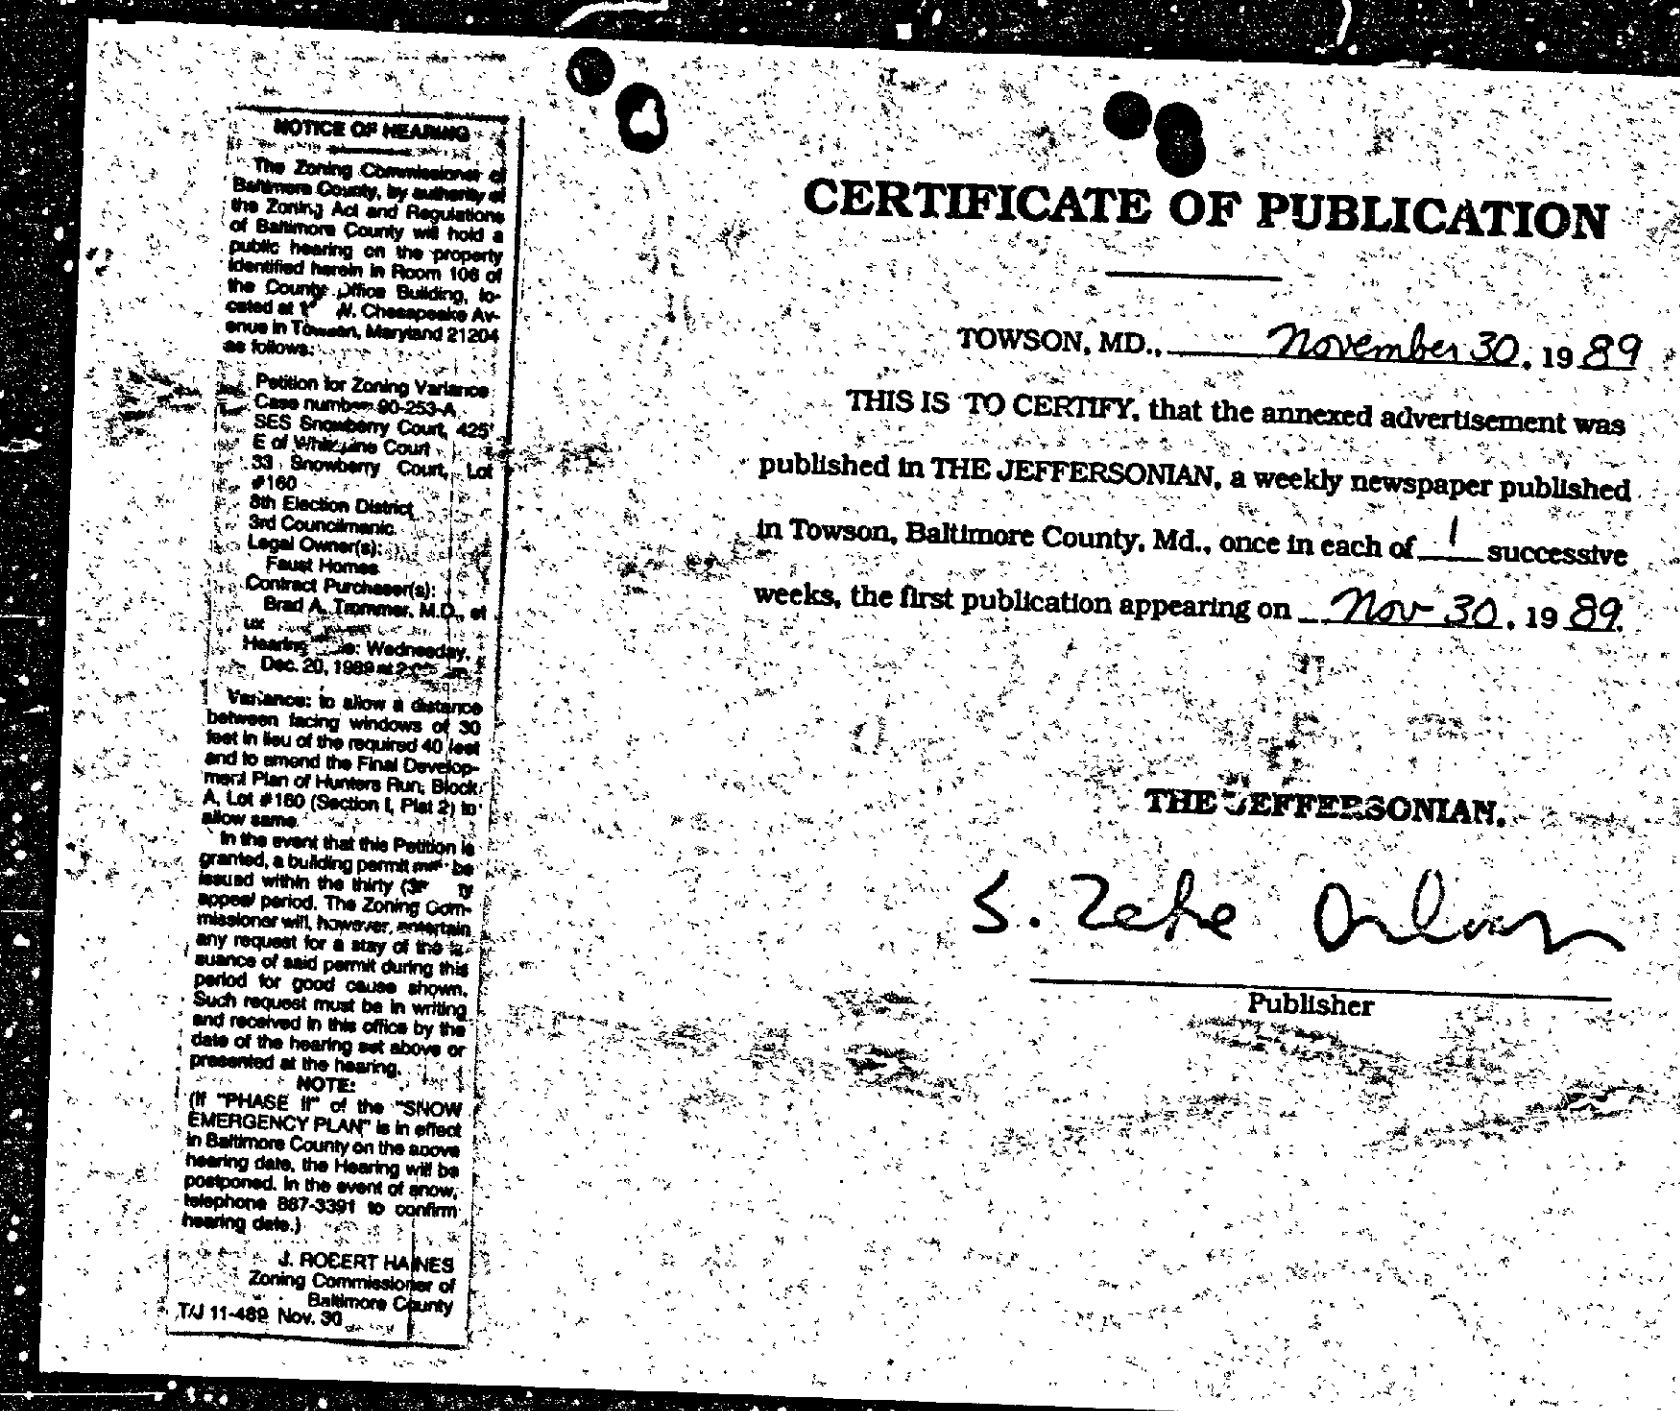 NOTICE OF HEARING
The Zoning Commissioner of
Baltimore County, by authority of
the Zoning Act and Regulations
of Baltimore County will hold a
public hearing on the property
identified herein in Room 106 of
the County Office Building, lo-
cated at W. Chesapeake Av-
enue in Towson, Maryland 21204
as follows:
Petition for Zoning Variance
Case number: 90-253-A
SES Snowberry Court, 425'
E of Court
33 Snowberry Court, Lot
#160
8th Election District
3rd Councilmanic
Legal Owner(s):
Faust Homes
Contract Purchaser(s):
Brad A. Trommer, M.D., et
ux
Hearing : Wednesday,
Dec. 20, 1989 at
Variance: to allow a distance
between facing windows of 30
feet in lieu of the required 40 feet
and to amend the Final Develop-
ment Plan of Hunters Run, Block
A, Lot #160 (Section I, Plat 2) to
allow same.
In the event that this Petition is
granted, a building permit be
issued within the thirty
appeal period. The Zoning Com-
missioner will, however, entertain
any request for a stay of the is-
suance of said permit during this
period for good cause shown.
Such request must be in writing
and received in this office by the
date of the hearing set above or
presented at the hearing.
NOTE:
(If "PHASE II" of the "SNOW
EMERGENCY PLAN" is in effect
in Baltimore County on the above
hearing date, the Hearing will be
postponed. In the event of snow,
telephone 887-3391 to confirm
hearing date.)
J. ROBERT HAINES
Zoning Commissioner of
Baltimore County
T/J 11-489 Nov. 30
CERTIFICATE OF PUBLICATION
TOWSON, MD., November 30, 1989
THIS IS TO CERTIFY, that the annexed advertisement was
published in THE JEFFERSONIAN, a weekly newspaper published
in Towson, Baltimore County, Md., once in each of 1 successive
weeks, the first publication appearing on Nov 30, 1989.
THE JEFFERSONIAN.
S. Zehe Orlow
Publisher